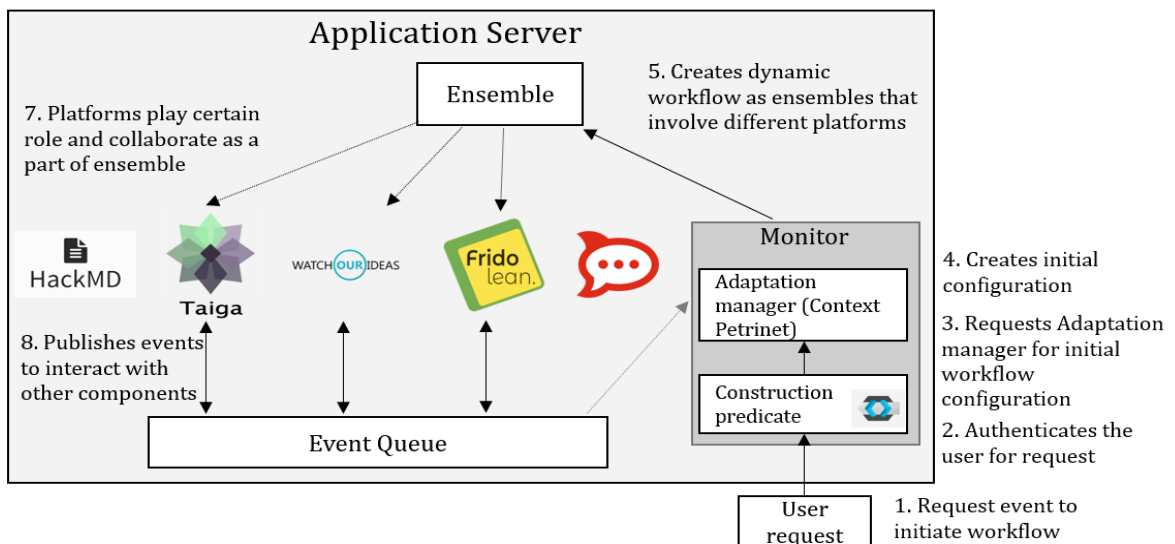 Application Server
Ensemble
5. Creates dynamic
workflow as ensembles that
involve different platforms
7. Platforms play certain
role and collaborate as a
part of ensemble
HackMD
Taiga
WATCH OUR IDEAS
Frido
lean.
Monitor
Adaptation
manager (Context
Petrinet)
Construction
predicate
4. Creates initial
configuration
3. Requests Adaptation
manager for initial
workflow
configuration
2. Authenticates the
user for request
8. Publishes events
to interact with
other components
Event Queue
User
request
1. Request event to
initiate workflow